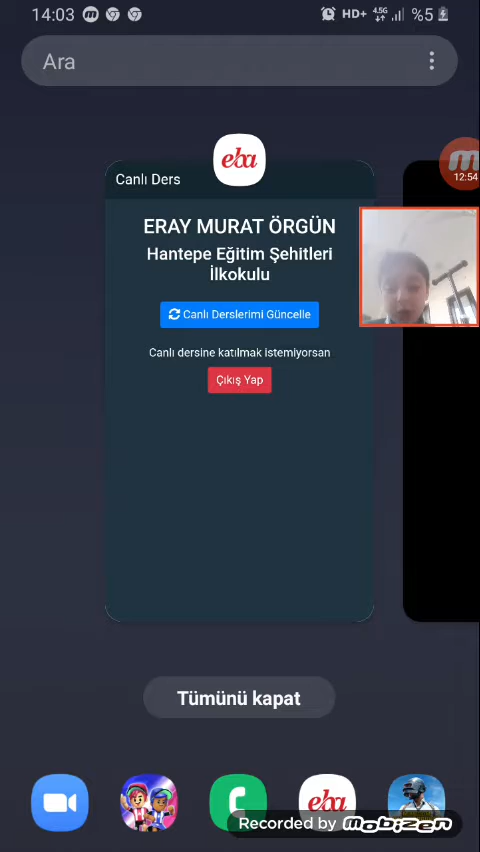 14:03 HD+ 4.5G %5
Ara
eba
Canlı Ders
12:54
ERAY MURAT ÖRGÜN
Hantepe Eğitim Şehitleri
İlkokulu
Canlı Derslerimi Güncelle
Canlı dersine katılmak istemiyorsan
Çıkış Yap
Tümünü kapat
eba
Recorded by Mobizen